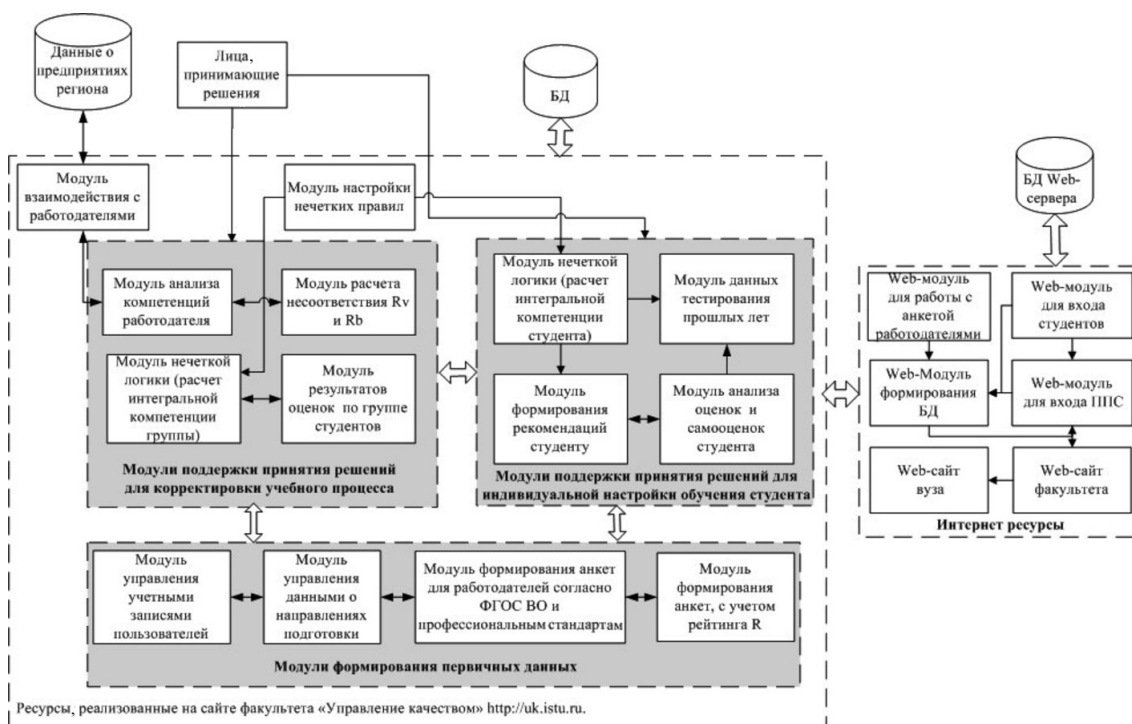 Данные о
предприятиях
региона
Лица,
принимающие
решения
БД
Модуль
взаимодействия с
работодателями
Модуль настройки
нечетких правил
БД Web-
сервера
Модуль анализа
компетенций
работодателя
Модуль расчета
несоответствия Rv
и Rb
Модуль нечеткой
логики (расчет
интегральной
компетенции
группы)
Модуль
результатов
оценок по группе
студентов
Модули поддержки принятия решений
для корректировки учебного процесса
Модуль нечеткой
логики (расчет
интегральной
компетенции
студента)
Модуль данных
тестирования
прошлых лет
Модуль
формирования
рекомендаций
студенту
Модуль анализа
оценок и
самооценок
студента
Модули поддержки принятия решений для
индивидуальной настройки обучения студента
Web-модуль
для работы с
анкетой
работодателями
Web-модуль
для входа
студентов
Web-Модуль
формирования
БД
Web-модуль
для входа ППС
Web-сайт
вуза
Web-сайт
факультета
Интернет ресурсы
Модуль
управления
учетными
записями
пользователей
Модуль
управления
данными о
направлениях
подготовки
Модуль формирования анкет
для работодателей согласно
ФГОС ВО и
профессиональным стандартам
Модуль
формирования
анкет, с учетом
рейтинга R
Модули формирования первичных данных
Ресурсы, реализованные на сайте факультета «Управление качеством» http://uk.istu.ru.